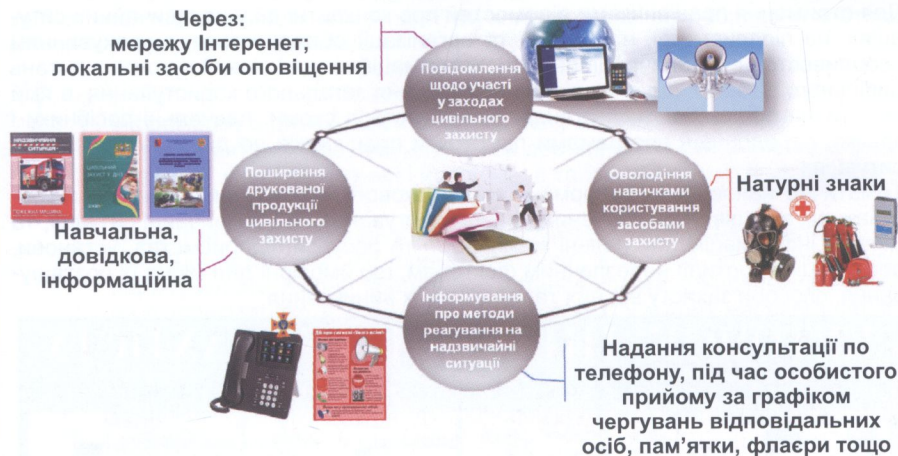 Через:
мережу Інтеренет;
локальні засоби оповіщення
Повідомлення
щодо участі
у заходах
цивільного
захисту
НАДЗВИЧАЙНА
СИТУАЦІЯ
Поширення
друкованої
продукції
цивільного
захисту
Оволодіння
навичками
користування
засобами
захисту
Натурні знаки
Навчальна,
довідкова,
інформаційна
Інформування
про методи
реагування на
надзвичайні
ситуації
Надання консультації по
телефону, під час особистого
прийому за графіком
чергувань відповідальних
осіб, пам’ятки, флаєри тощо